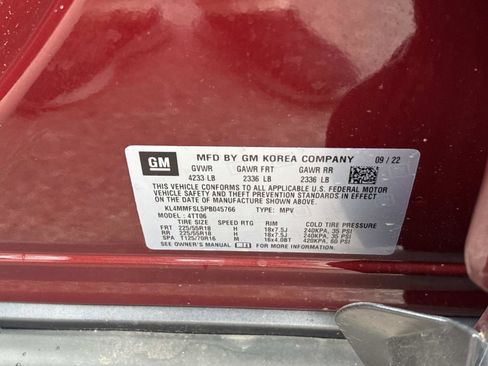 GM
MFD BY GM KOREA COMPANY 09/22
GVWR GAWR FRT GAWR RR
4233 LB 2336 LB 2336 LB
THIS VEHICLE CONFORMS TO ALL APPLICABLE U.S. FEDERAL MOTOR
VEHICLE SAFETY AND THEFT PREVENTION STANDARDS IN EFFECT
ON THE DATE OF MANUFACTURE SHOWN ABOVE.
KL4MMFSL5PB045766 TYPE: MPV
MODEL: 4TT06
TIRE SIZE SPEED RTG RIM COLD TIRE PRESSURE
FRT 225/55R18 H 18x7.5J 240KPA, 35 PSI
RR 225/55R18 H 18x7.5J 240KPA, 35 PSI
SPA T125/70R16 M 16x4.0BT 420KPA, 60 PSI
SEE OWNER'S MANUAL FOR MORE INFORMATION.